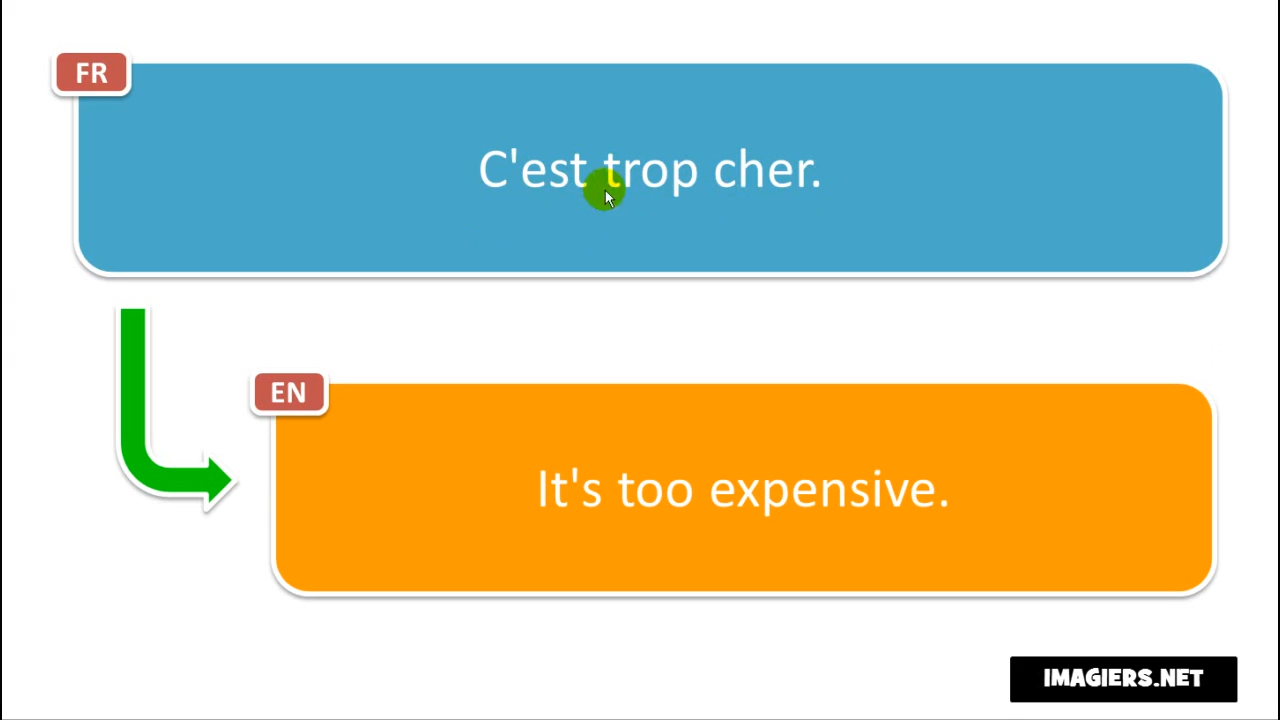 FR
C'est trop cher.
EN
It's too expensive.
IMAGIERS.NET